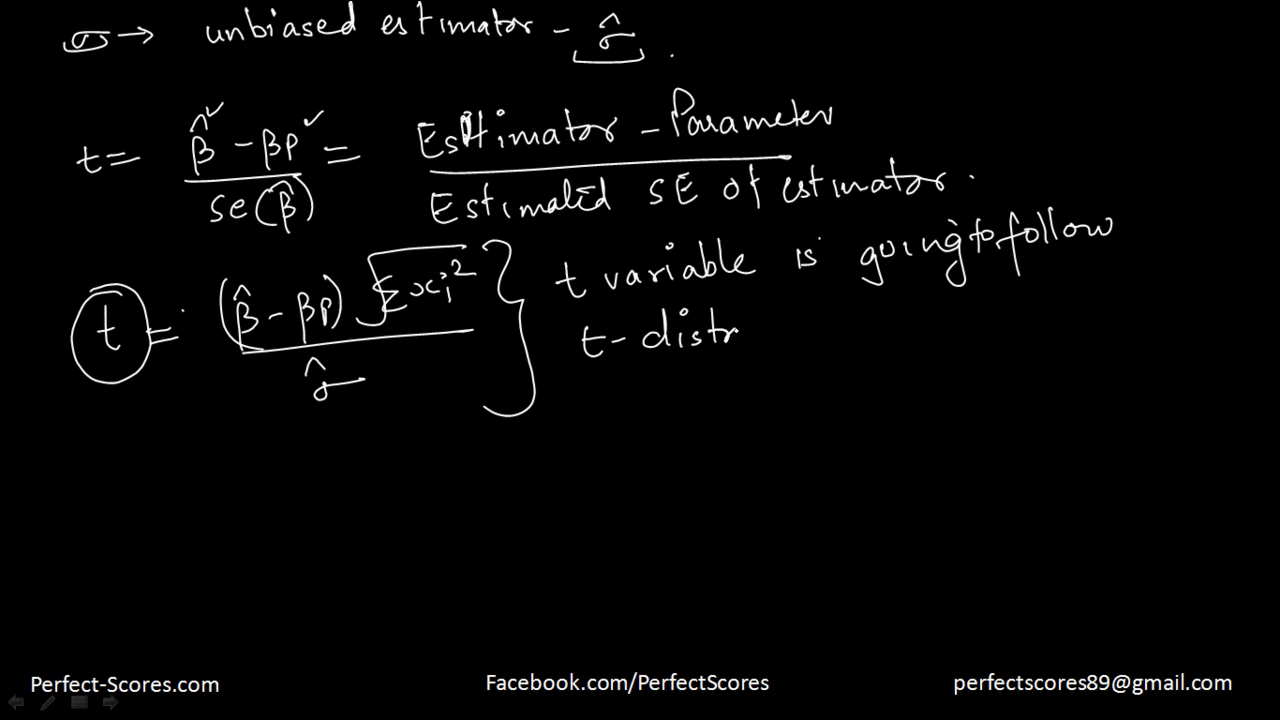 σ → unbiased estimator - σ̂ .
t = β̂ - βp / se(β̂) = Estimator - Parameter / Estimated SE of estimator.
t = (β̂ - βp) √Σxi² / σ̂ } t variable is going to follow
t - distr
Perfect-Scores.com Facebook.com/PerfectScores perfectscores89@gmail.com